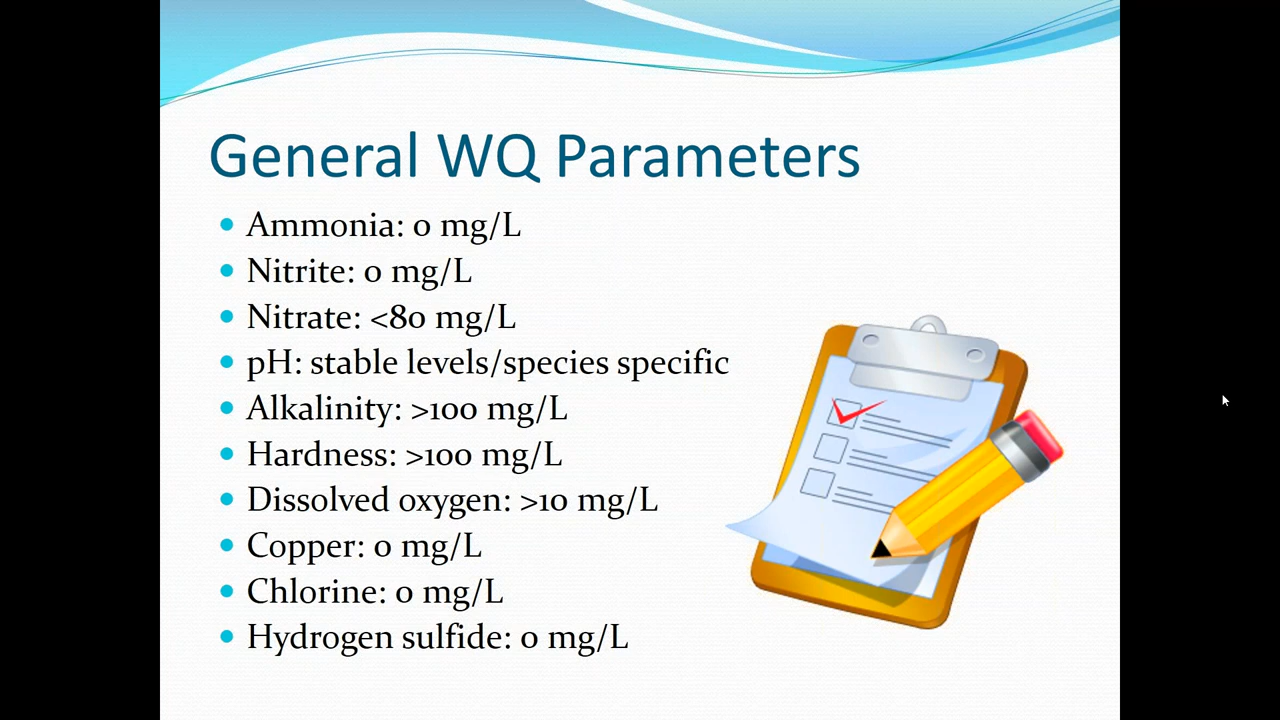 General WQ Parameters
• Ammonia: 0 mg/L
• Nitrite: 0 mg/L
• Nitrate: <80 mg/L
• pH: stable levels/species specific
• Alkalinity: >100 mg/L
• Hardness: >100 mg/L
• Dissolved oxygen: >10 mg/L
• Copper: 0 mg/L
• Chlorine: 0 mg/L
• Hydrogen sulfide: 0 mg/L